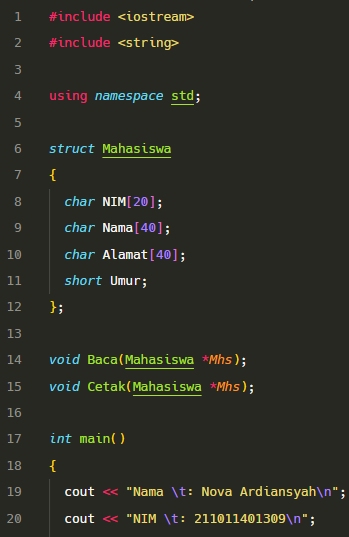 1 #include <iostream>
2 #include <string>
3
4 using namespace std;
5
6 struct Mahasiswa
7 {
8 char NIM[20];
9 char Nama[40];
10 char Alamat[40];
11 short Umur;
12 };
13
14 void Baca(Mahasiswa *Mhs);
15 void Cetak(Mahasiswa *Mhs);
16
17 int main()
18 {
19 cout << "Nama \t: Nova Ardiansyah\n";
20 cout << "NIM \t: 211011401309\n";